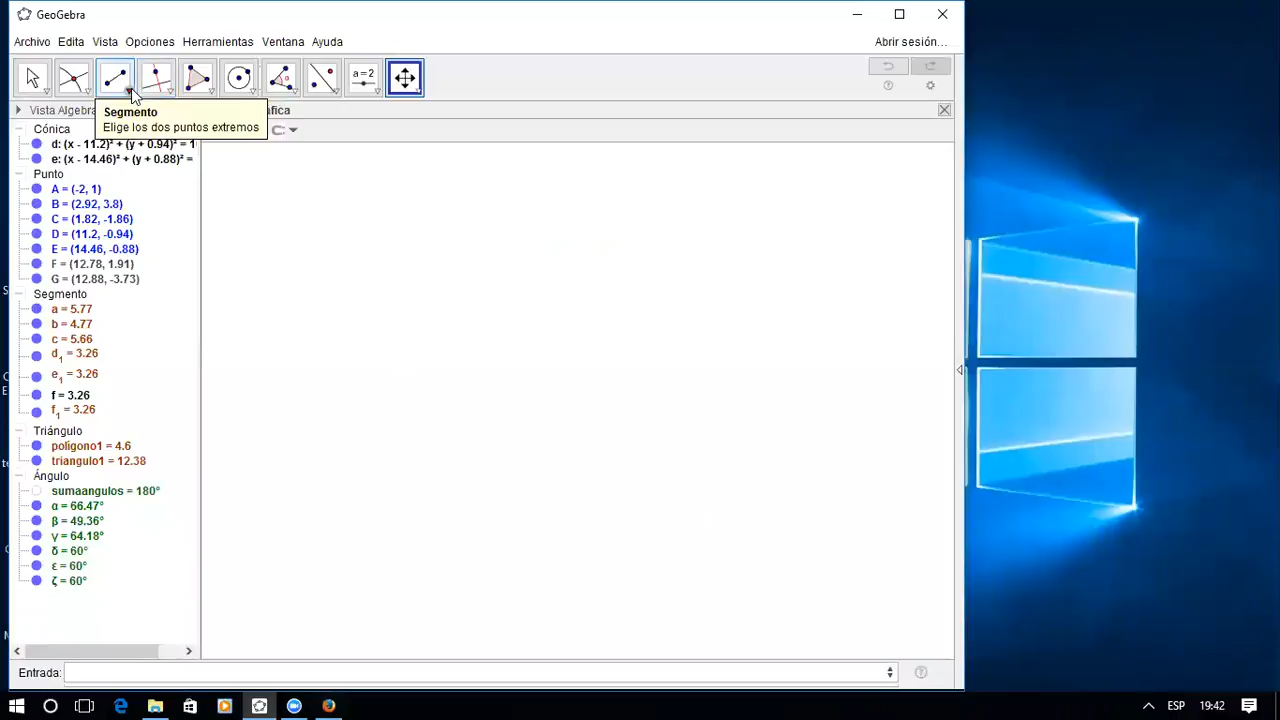 GeoGebra
Archivo Edita Vista Opciones Herramientas Ventana Ayuda
Abrir sesión…
a=2
Vista Algebra
fica
Segmento
Elige los dos puntos extremos
Cónica
d: (x - 11.2)² + (y + 0.94)² = 1
e: (x - 14.46)² + (y + 0.88)² =
Punto
A = (-2, 1)
B = (2.92, 3.8)
C = (1.82, -1.86)
D = (11.2, -0.94)
E = (14.46, -0.88)
F = (12.78, 1.91)
G = (12.88, -3.73)
Segmento
a = 5.77
b = 4.77
c = 5.66
d₁ = 3.26
e₁ = 3.26
f = 3.26
f₁ = 3.26
Triángulo
polígono1 = 4.6
triangulo1 = 12.38
Ángulo
sumaangulos = 180°
α = 66.47°
β = 49.36°
γ = 64.18°
δ = 60°
ε = 60°
ζ = 60°
Entrada:
ESP 19:42